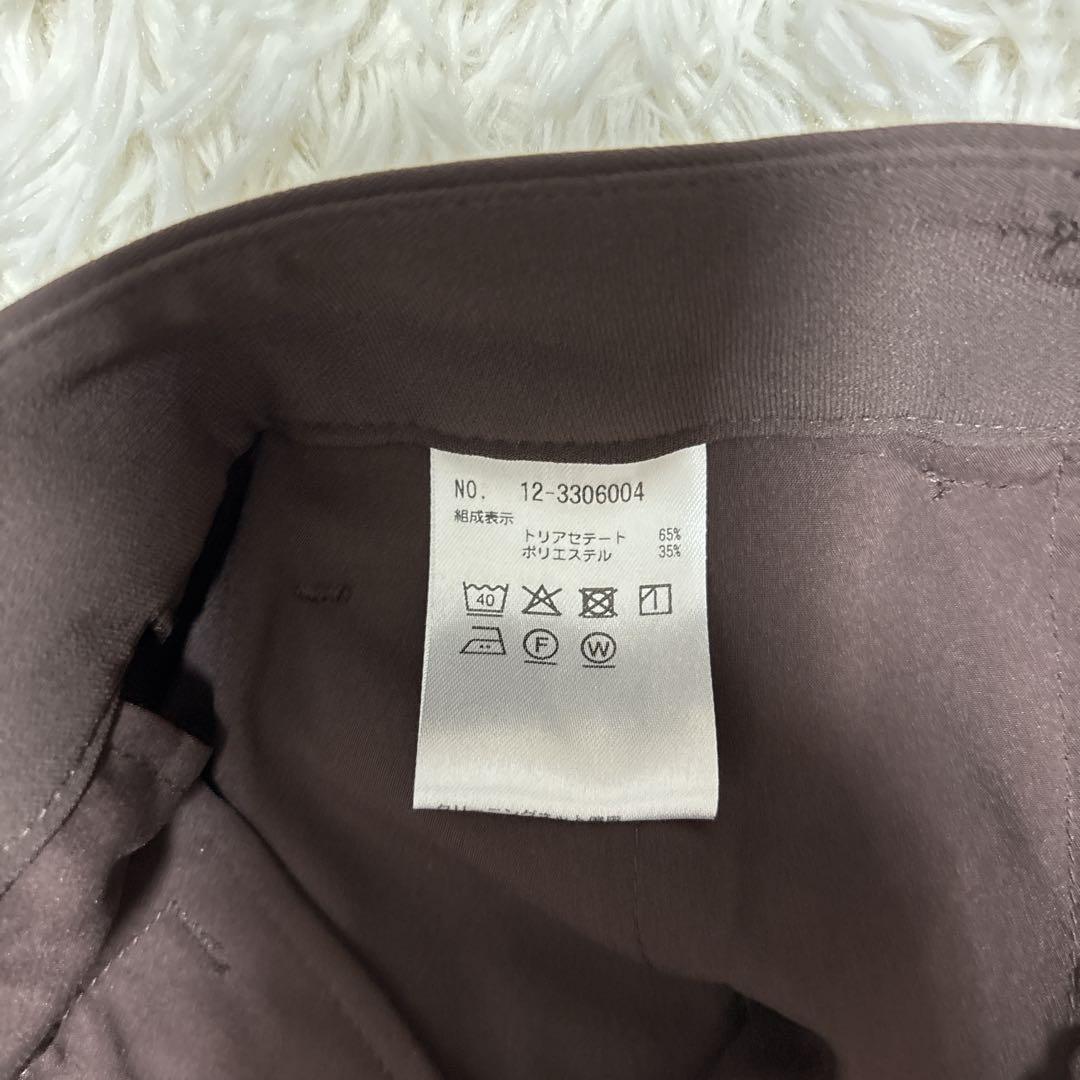 NO. 12-3306004
組成表示
トリアセテート 65%
ポリエステル 35%
40
F W